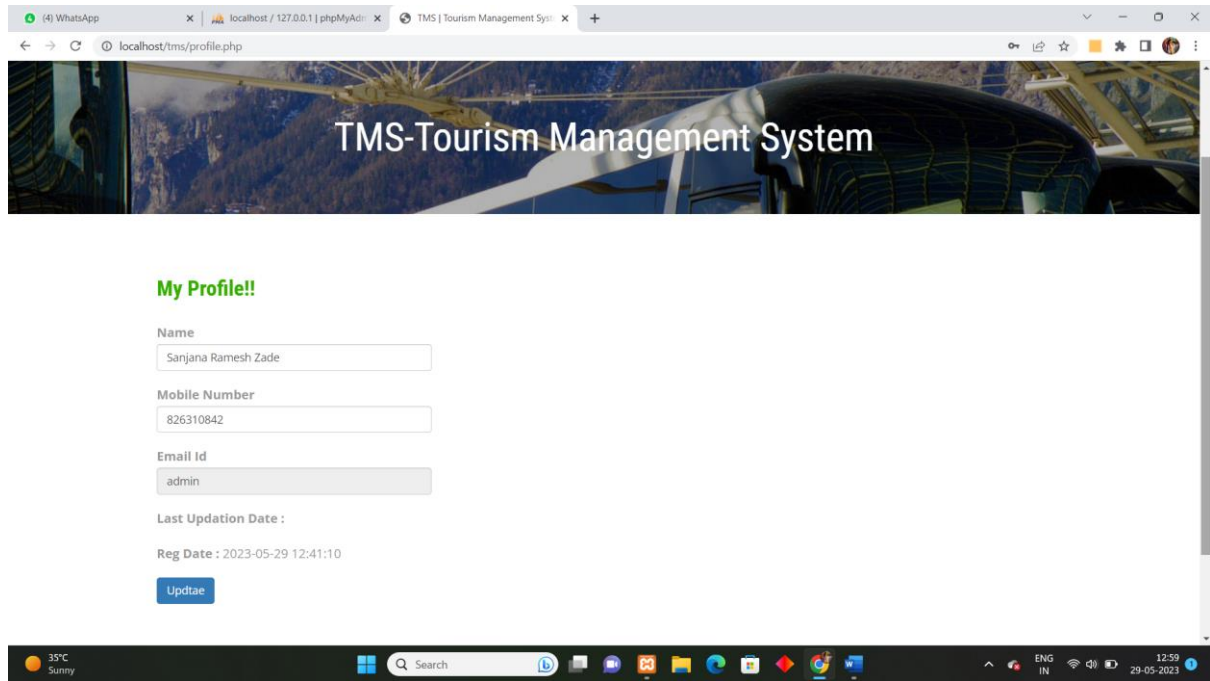 (4) WhatsApp
localhost / 127.0.0.1 | phpMyAdm
TMS | Tourism Management Syst
localhost/tms/profile.php
TMS-Tourism Management System
My Profile!!
Name
Sanjana Ramesh Zade
Mobile Number
826310842
Email Id
admin
Last Updation Date :
Reg Date : 2023-05-29 12:41:10
Updtae
35°C
Sunny
Search
ENG
IN
12:59
29-05-2023
1